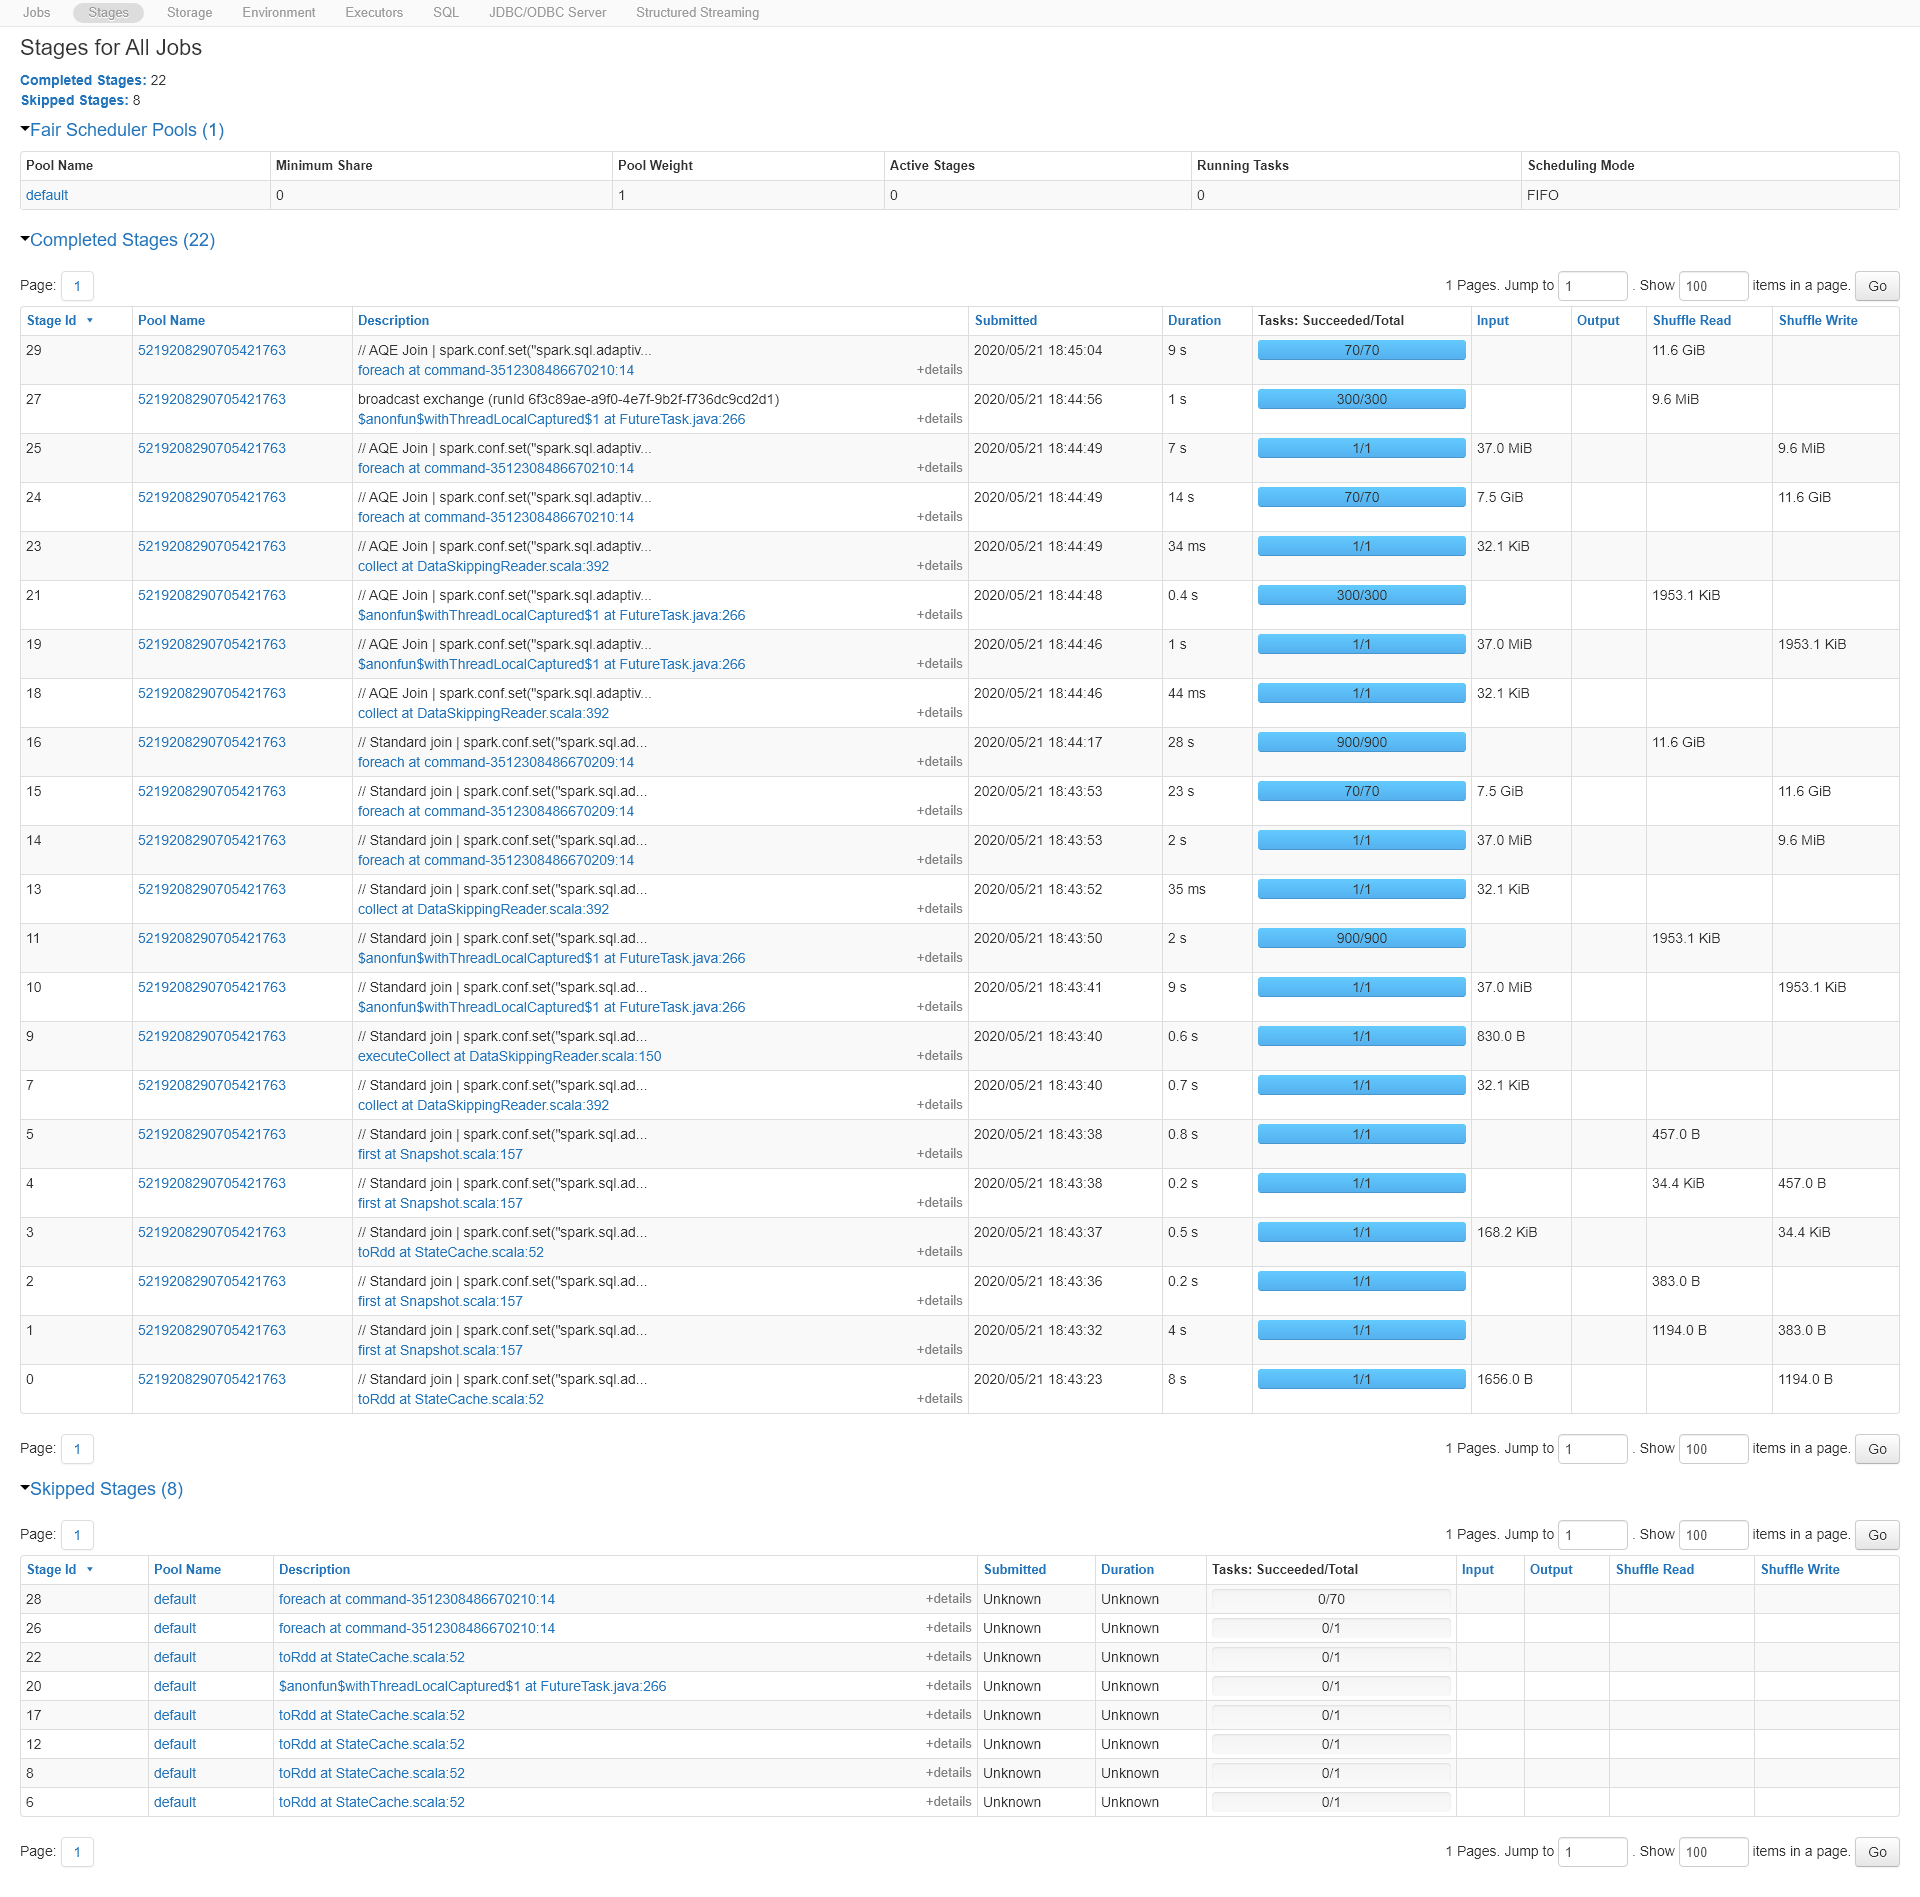 Jobs Stages Storage Environment Executors SQL JDBC/ODBC Server Structured Streaming
Stages for All Jobs
Completed Stages: 22
Skipped Stages: 8
Fair Scheduler Pools (1)
Pool Name Minimum Share Pool Weight Active Stages Running Tasks Scheduling Mode
default 0 1 0 0 FIFO
Completed Stages (22)
Page: 1 1 Pages. Jump to 1 . Show 100 items in a page. Go
Stage Id Pool Name Description Submitted Duration Tasks: Succeeded/Total Input Output Shuffle Read Shuffle Write
29 5219208290705421763 // AQE Join | spark.conf.set("spark.sql.adaptiv... 2020/05/21 18:45:04 9 s 70/70 11.6 GiB
foreach at command-3512308486670210:14 +details
27 5219208290705421763 broadcast exchange (runId 6f3c89ae-a9f0-4e7f-9b2f-f736dc9cd2d1) 2020/05/21 18:44:56 1 s 300/300 9.6 MiB
$anonfun$withThreadLocalCaptured$1 at FutureTask.java:266 +details
25 5219208290705421763 // AQE Join | spark.conf.set("spark.sql.adaptiv... 2020/05/21 18:44:49 7 s 1/1 37.0 MiB 9.6 MiB
foreach at command-3512308486670210:14 +details
24 5219208290705421763 // AQE Join | spark.conf.set("spark.sql.adaptiv... 2020/05/21 18:44:49 14 s 70/70 7.5 GiB 11.6 GiB
foreach at command-3512308486670210:14 +details
23 5219208290705421763 // AQE Join | spark.conf.set("spark.sql.adaptiv... 2020/05/21 18:44:49 34 ms 1/1 32.1 KiB
collect at DataSkippingReader.scala:392 +details
21 5219208290705421763 // AQE Join | spark.conf.set("spark.sql.adaptiv... 2020/05/21 18:44:48 0.4 s 300/300 1953.1 KiB
$anonfun$withThreadLocalCaptured$1 at FutureTask.java:266 +details
19 5219208290705421763 // AQE Join | spark.conf.set("spark.sql.adaptiv... 2020/05/21 18:44:46 1 s 1/1 37.0 MiB 1953.1 KiB
$anonfun$withThreadLocalCaptured$1 at FutureTask.java:266 +details
18 5219208290705421763 // AQE Join | spark.conf.set("spark.sql.adaptiv... 2020/05/21 18:44:46 44 ms 1/1 32.1 KiB
collect at DataSkippingReader.scala:392 +details
16 5219208290705421763 // Standard join | spark.conf.set("spark.sql.ad... 2020/05/21 18:44:17 28 s 900/900 11.6 GiB
foreach at command-3512308486670209:14 +details
15 5219208290705421763 // Standard join | spark.conf.set("spark.sql.ad... 2020/05/21 18:43:53 23 s 70/70 7.5 GiB 11.6 GiB
foreach at command-3512308486670209:14 +details
14 5219208290705421763 // Standard join | spark.conf.set("spark.sql.ad... 2020/05/21 18:43:53 2 s 1/1 37.0 MiB 9.6 MiB
foreach at command-3512308486670209:14 +details
13 5219208290705421763 // Standard join | spark.conf.set("spark.sql.ad... 2020/05/21 18:43:52 35 ms 1/1 32.1 KiB
collect at DataSkippingReader.scala:392 +details
11 5219208290705421763 // Standard join | spark.conf.set("spark.sql.ad... 2020/05/21 18:43:50 2 s 900/900 1953.1 KiB
$anonfun$withThreadLocalCaptured$1 at FutureTask.java:266 +details
10 5219208290705421763 // Standard join | spark.conf.set("spark.sql.ad... 2020/05/21 18:43:41 9 s 1/1 37.0 MiB 1953.1 KiB
$anonfun$withThreadLocalCaptured$1 at FutureTask.java:266 +details
9 5219208290705421763 // Standard join | spark.conf.set("spark.sql.ad... 2020/05/21 18:43:40 0.6 s 1/1 830.0 B
executeCollect at DataSkippingReader.scala:150 +details
7 5219208290705421763 // Standard join | spark.conf.set("spark.sql.ad... 2020/05/21 18:43:40 0.7 s 1/1 32.1 KiB
collect at DataSkippingReader.scala:392 +details
5 5219208290705421763 // Standard join | spark.conf.set("spark.sql.ad... 2020/05/21 18:43:38 0.8 s 1/1 457.0 B
first at Snapshot.scala:157 +details
4 5219208290705421763 // Standard join | spark.conf.set("spark.sql.ad... 2020/05/21 18:43:38 0.2 s 1/1 34.4 KiB 457.0 B
first at Snapshot.scala:157 +details
3 5219208290705421763 // Standard join | spark.conf.set("spark.sql.ad... 2020/05/21 18:43:37 0.5 s 1/1 168.2 KiB 34.4 KiB
toRdd at StateCache.scala:52 +details
2 5219208290705421763 // Standard join | spark.conf.set("spark.sql.ad... 2020/05/21 18:43:36 0.2 s 1/1 383.0 B
first at Snapshot.scala:157 +details
1 5219208290705421763 // Standard join | spark.conf.set("spark.sql.ad... 2020/05/21 18:43:32 4 s 1/1 1194.0 B 383.0 B
first at Snapshot.scala:157 +details
0 5219208290705421763 // Standard join | spark.conf.set("spark.sql.ad... 2020/05/21 18:43:23 8 s 1/1 1656.0 B 1194.0 B
toRdd at StateCache.scala:52 +details
Page: 1 1 Pages. Jump to 1 . Show 100 items in a page. Go
Skipped Stages (8)
Page: 1 1 Pages. Jump to 1 . Show 100 items in a page. Go
Stage Id Pool Name Description Submitted Duration Tasks: Succeeded/Total Input Output Shuffle Read Shuffle Write
28 default foreach at command-3512308486670210:14 +details Unknown Unknown 0/70
26 default foreach at command-3512308486670210:14 +details Unknown Unknown 0/1
22 default toRdd at StateCache.scala:52 +details Unknown Unknown 0/1
20 default $anonfun$withThreadLocalCaptured$1 at FutureTask.java:266 +details Unknown Unknown 0/1
17 default toRdd at StateCache.scala:52 +details Unknown Unknown 0/1
12 default toRdd at StateCache.scala:52 +details Unknown Unknown 0/1
8 default toRdd at StateCache.scala:52 +details Unknown Unknown 0/1
6 default toRdd at StateCache.scala:52 +details Unknown Unknown 0/1
Page: 1 1 Pages. Jump to 1 . Show 100 items in a page. Go